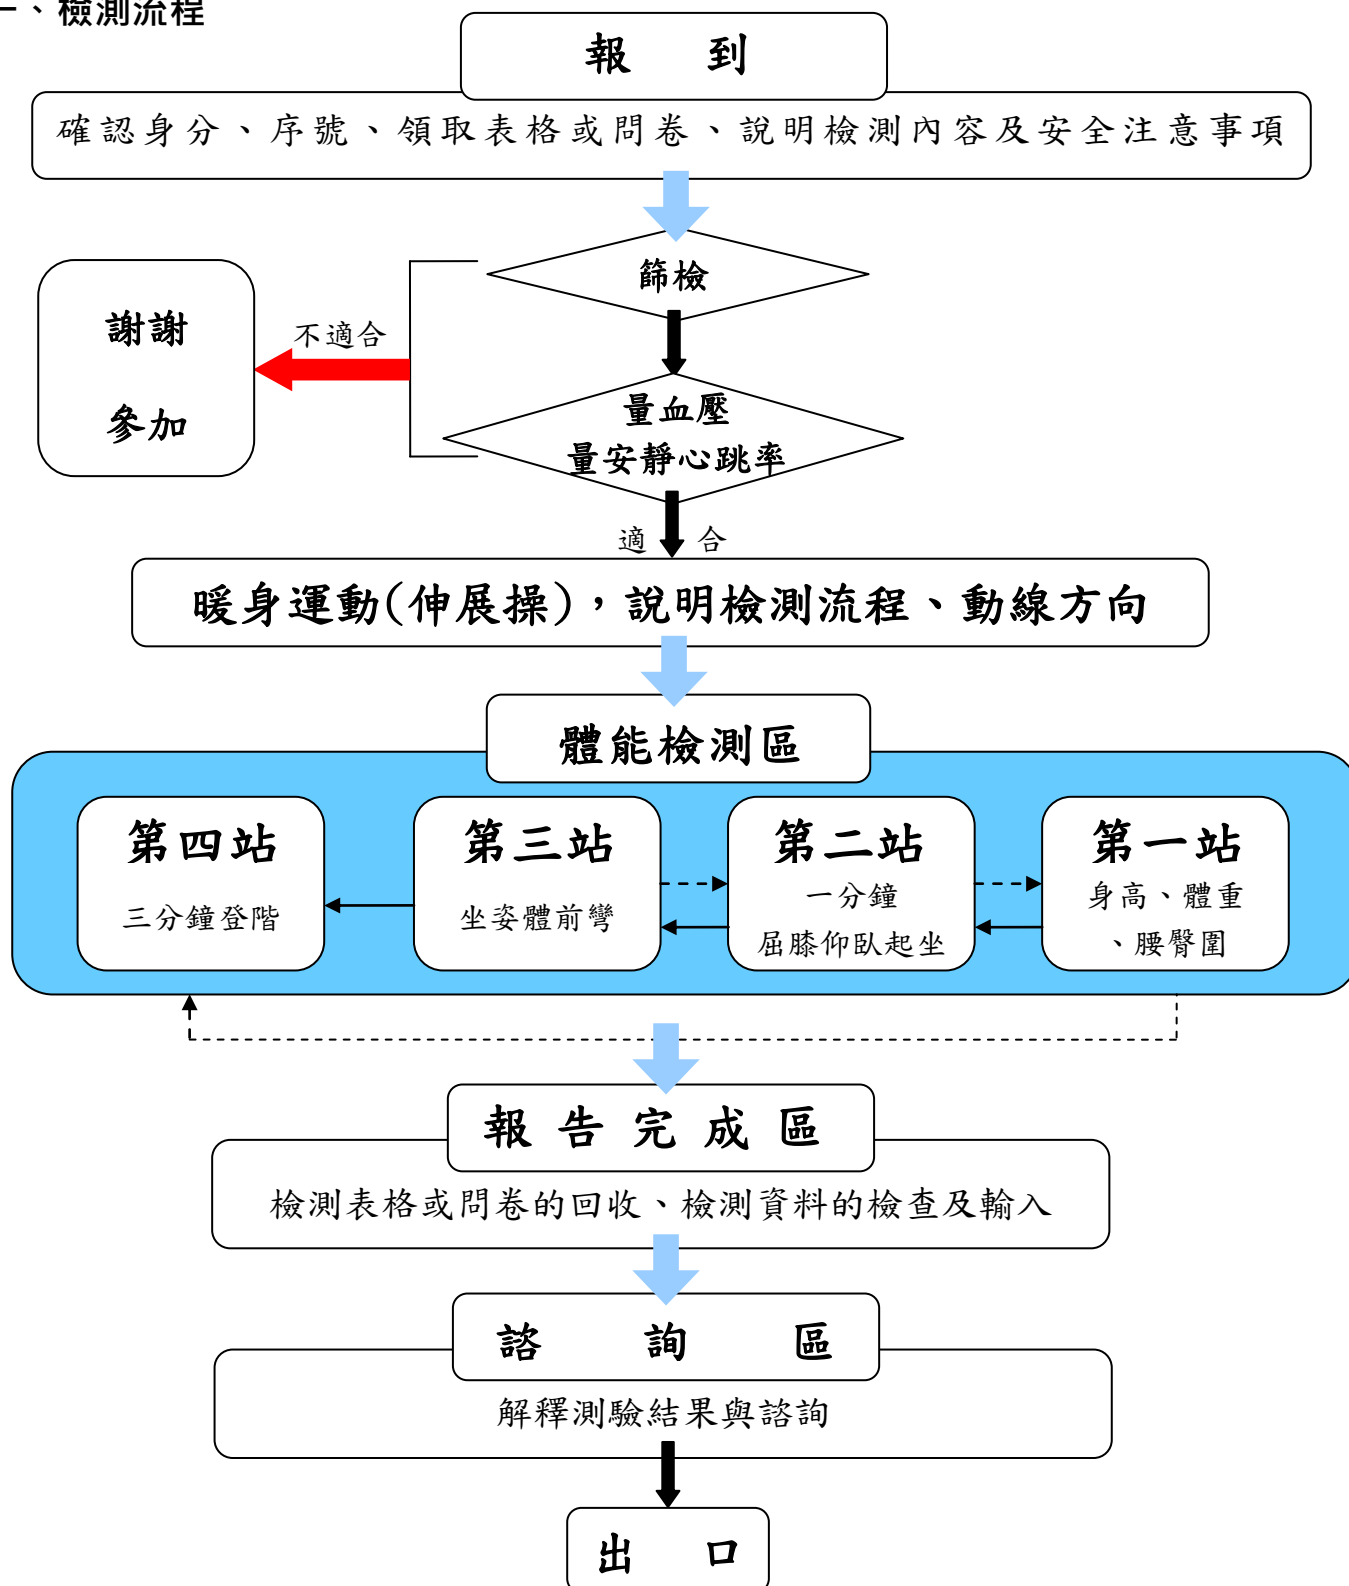 一、檢測流程
報 到
確認身分、序號、領取表格或問卷、說明檢測內容及安全注意事項
篩檢
謝謝
參加
不適合
量血壓
量安靜心跳率
適 合
暖身運動(伸展操)，說明檢測流程、動線方向
體能檢測區
第四站
三分鐘登階
第三站
坐姿體前彎
第二站
一分鐘
屈膝仰臥起坐
第一站
身高、體重
、腰臀圍
報告完成區
檢測表格或問卷的回收、檢測資料的檢查及輸入
諮 詢 區
解釋測驗結果與諮詢
出 口